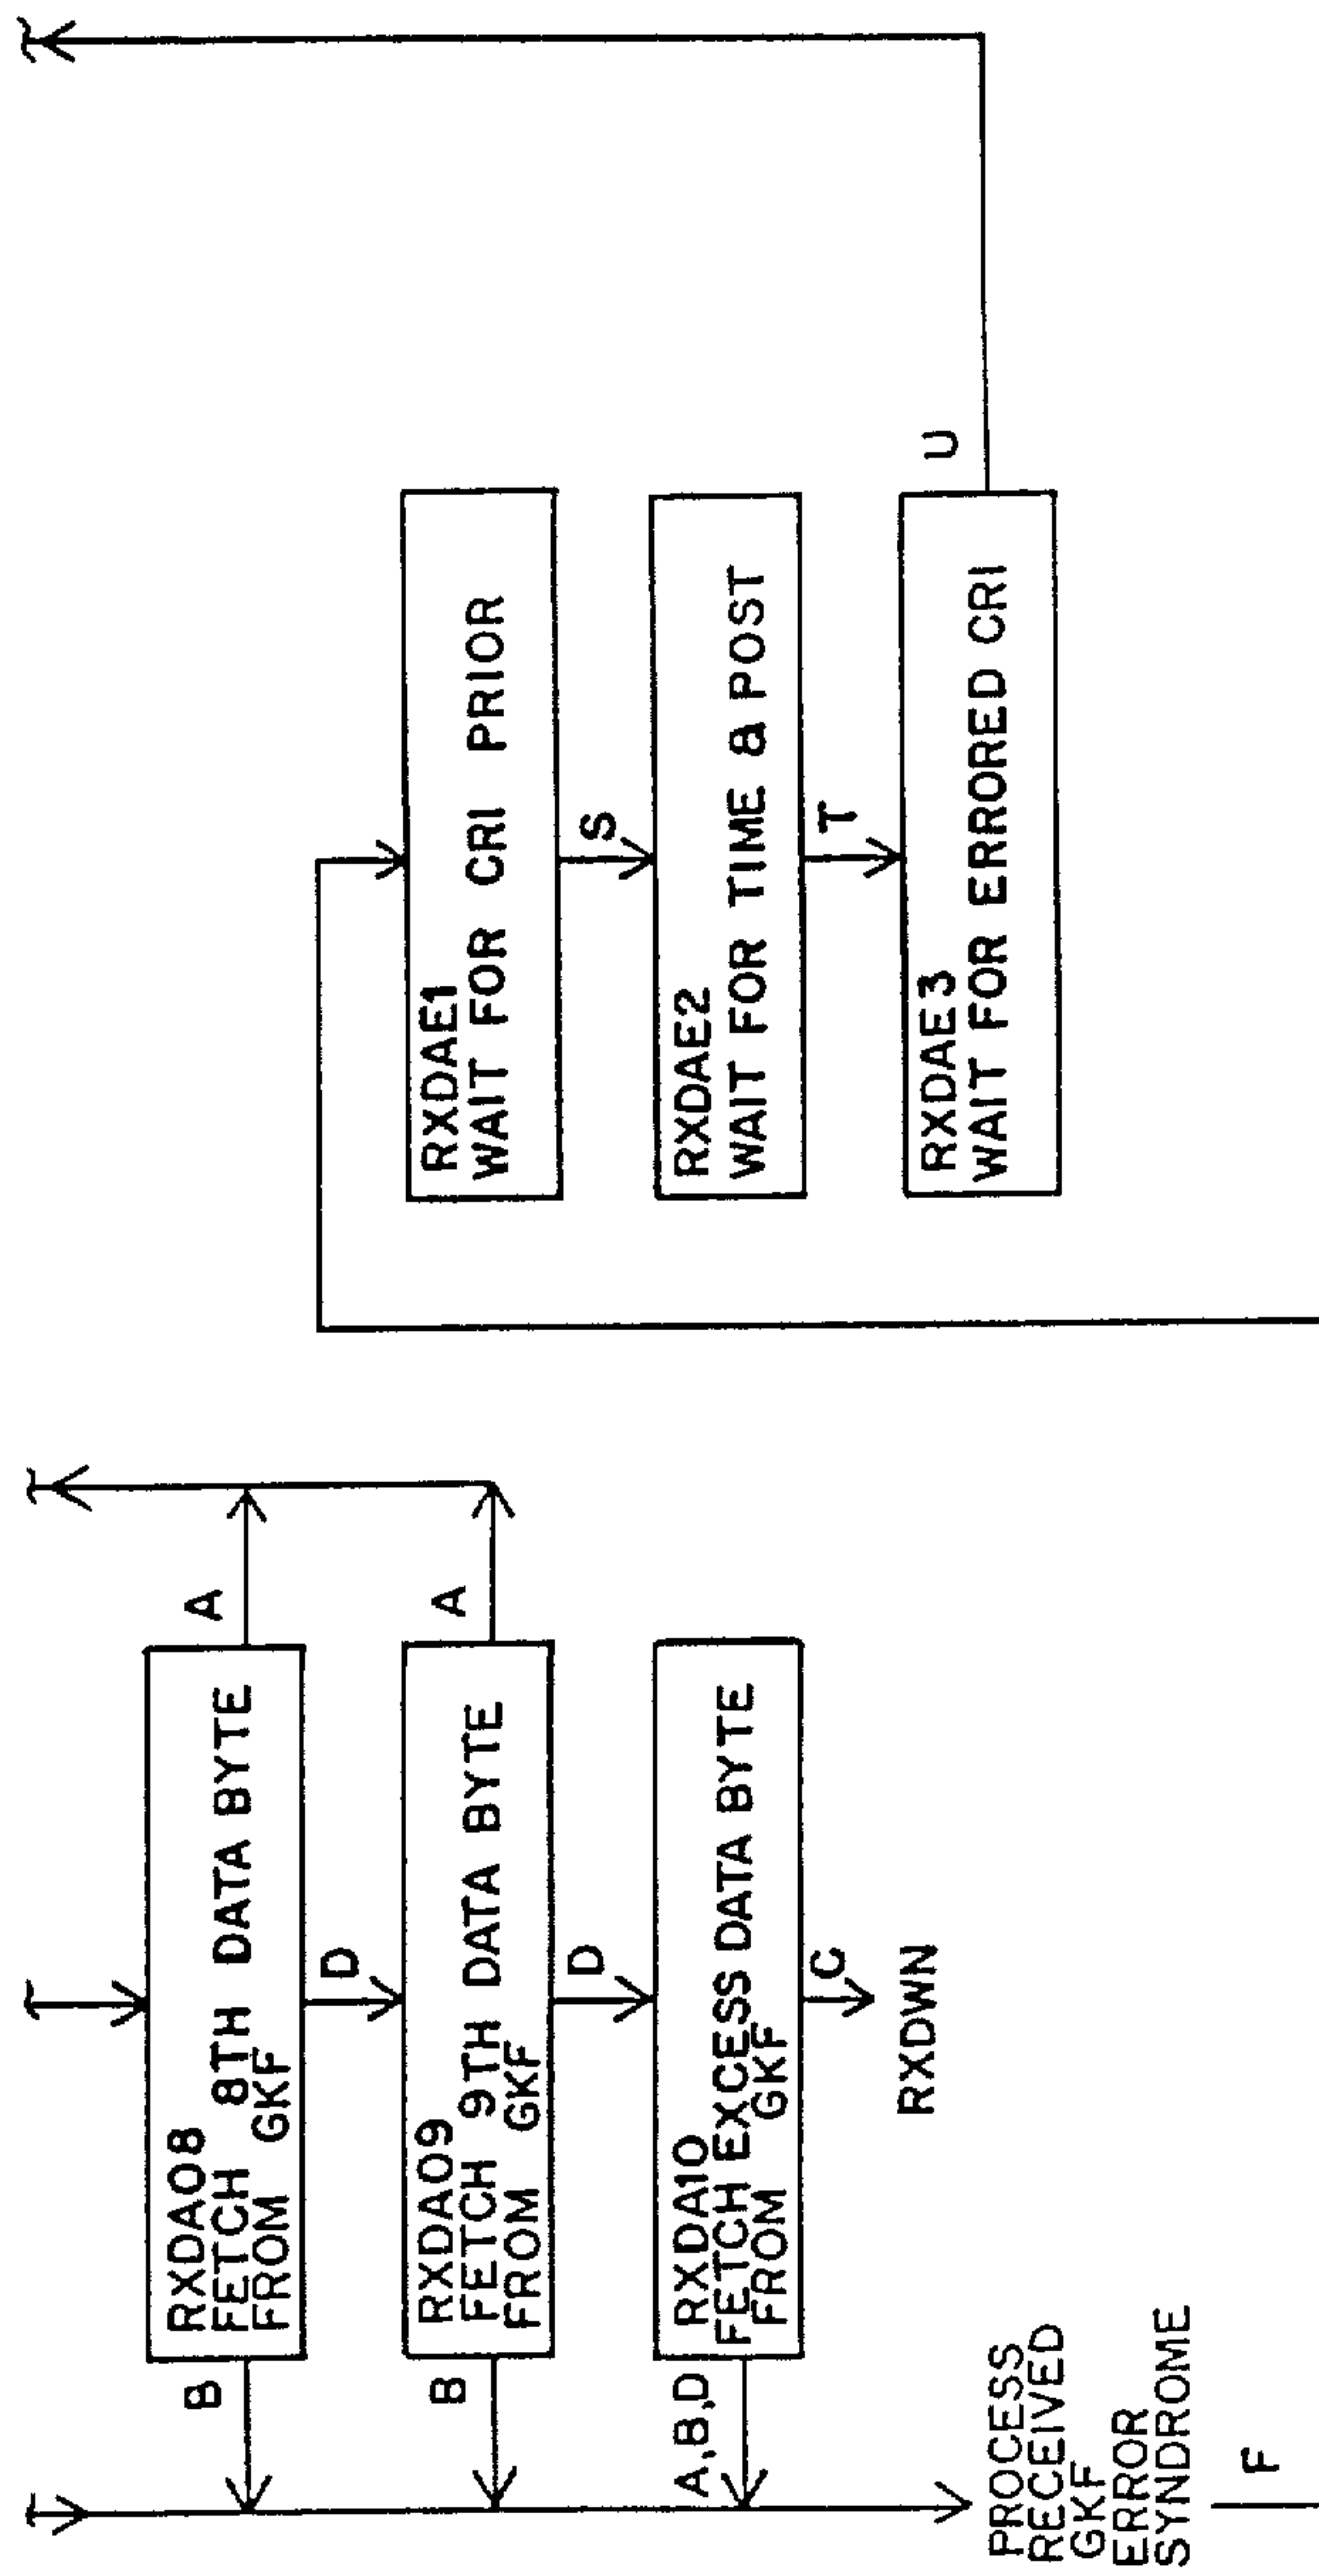 RXDA08
FETCH 8TH DATA BYTE
FROM GKF
B
A
D
RXDA09
FETCH 9TH DATA BYTE
FROM GKF
B
A
D
RXDA10
FETCH EXCESS DATA BYTE
FROM GKF
A,B,D
C
RXDWN
PROCESS
RECEIVED
GKF
ERROR
SYNDROME
F
RXDAE1
WAIT FOR CRI PRIOR
S
RXDAE2
WAIT FOR TIME & POST
T
RXDAE3
WAIT FOR ERRORED CRI
U